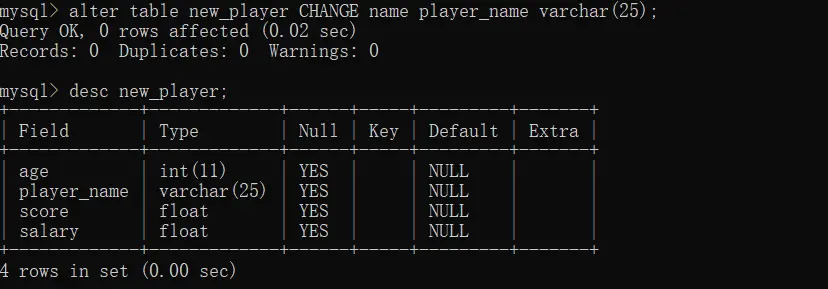 mysql> alter table new_player CHANGE name player_name varchar(25);
Query OK, 0 rows affected (0.02 sec)
Records: 0  Duplicates: 0  Warnings: 0
mysql> desc new_player;
+-------------+-------------+------+-----+---------+-------+
| Field       | Type        | Null | Key | Default | Extra |
+-------------+-------------+------+-----+---------+-------+
| age         | int(11)     | YES  |     | NULL    |       |
| player_name | varchar(25) | YES  |     | NULL    |       |
| score       | float       | YES  |     | NULL    |       |
| salary      | float       | YES  |     | NULL    |       |
+-------------+-------------+------+-----+---------+-------+
4 rows in set (0.00 sec)